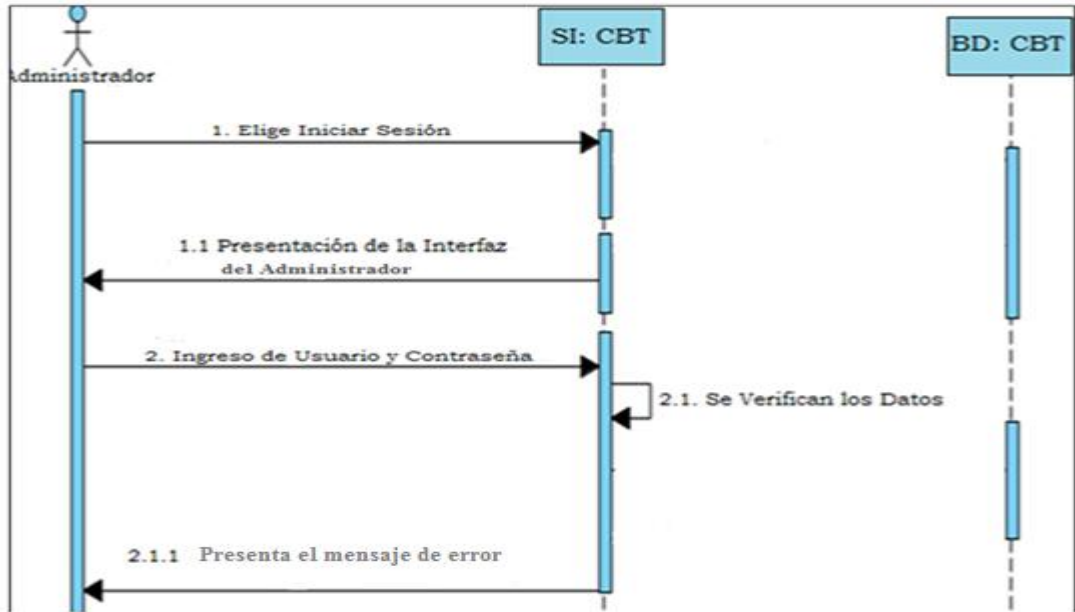 SI: CBT
BD: CBT
Administrador
1. Elige Iniciar Sesión
1.1 Presentación de la Interfaz
del Administrador
2. Ingreso de Usuario y Contraseña
2.1. Se Verifican los Datos
2.1.1 Presenta el mensaje de error